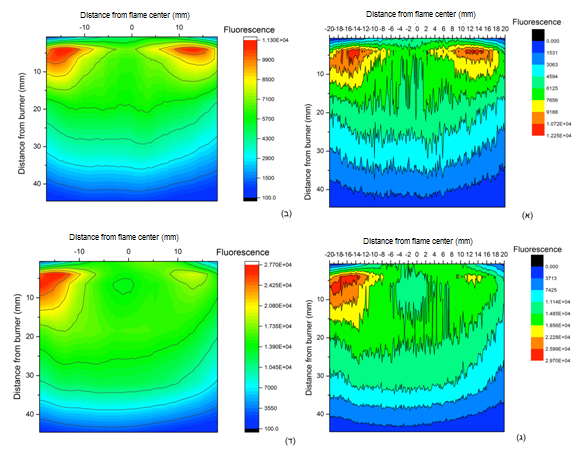 Distance from flame center (mm)
Fluorescence
-10 0 10
1.130E+04
9900
8500
7100
5700
4300
2900
1500
100.0
10
20
30
40
Distance from burner (mm)
(ב)
Distance from flame center (mm)
Fluorescence
-20 -18 -16 -14 -12 -10 -8 -6 -4 -2 0 2 4 6 8 10 12 14 16 18 20
0.000
1531
3063
4594
6125
7656
9188
1.072E+04
1.225E+04
10
20
30
40
Distance from burner (mm)
(א)
Distance from flame center (mm)
Fluorescence
-10 0 10
2.770E+04
2.425E+04
2.080E+04
1.735E+04
1.390E+04
1.045E+04
7000
3550
100.0
10
20
30
40
Distance from burner (mm)
(ד)
Distance from flame center (mm)
Fluorescence
-20 -18 -16 -14 -12 -10 -8 -6 -4 -2 0 2 4 6 8 10 12 14 16 18 20
0.000
3713
7425
1.114E+04
1.485E+04
1.856E+04
2.228E+04
2.599E+04
2.970E+04
10
20
30
40
Distance from burner (mm)
(ג)